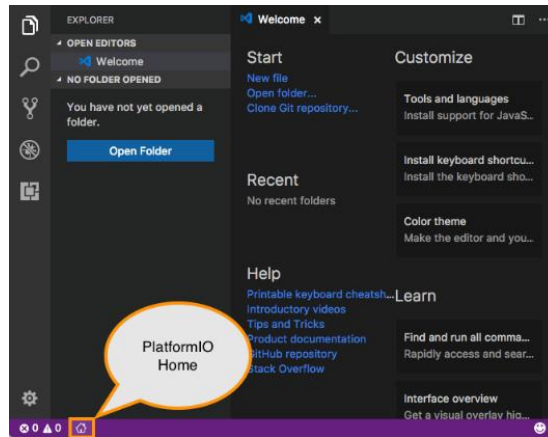 EXPLORER
OPEN EDITORS
Welcome
NO FOLDER OPENED
You have not yet opened a
folder.
Open Folder
Welcome ×
Start
New file
Open folder...
Clone Git repository...
Recent
No recent folders
Help
Printable keyboard cheatsh...
Introductory videos
Tips and Tricks
Product documentation
GitHub repository
Stack Overflow
Customize
Tools and languages
Install support for JavaS...
Install keyboard shortcu...
Install the keyboard sho...
Color theme
Make the editor and you...
Learn
Find and run all comma...
Rapidly access and sear...
Interface overview
Get a visual overlay hig...
PlatformIO
Home
0 0